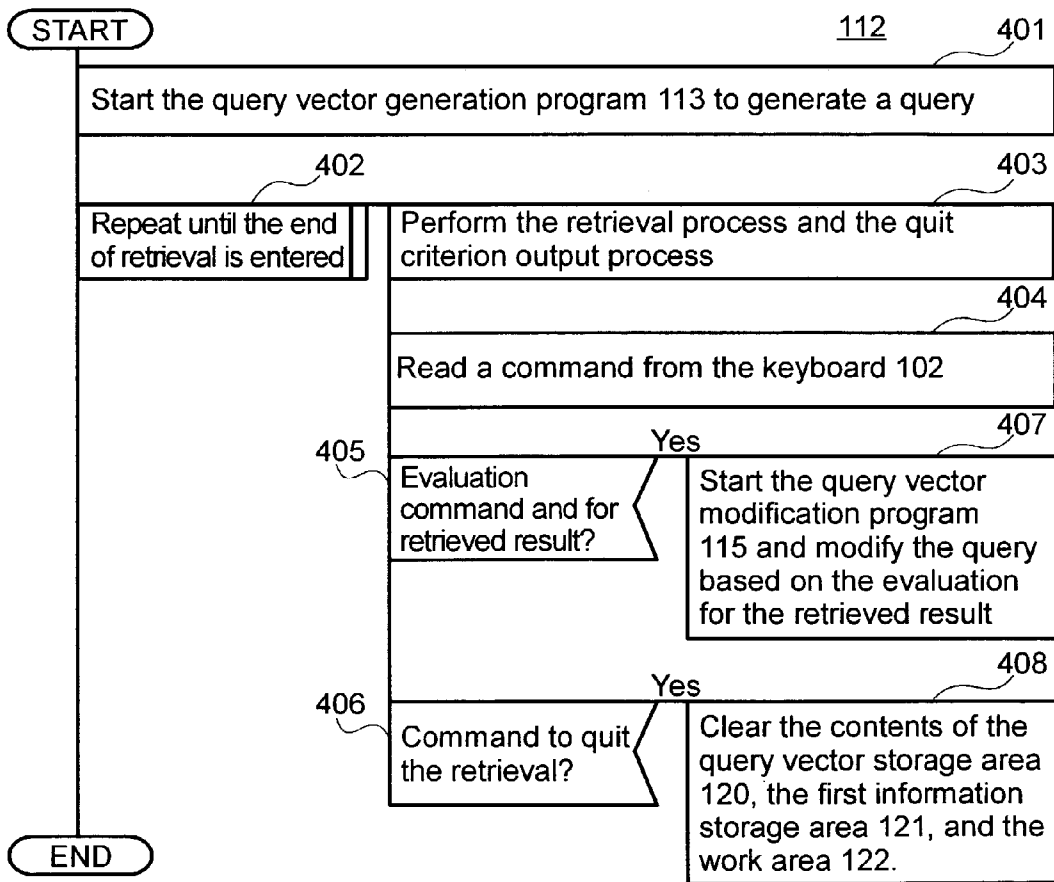 START
112
401
Start the query vector generation program 113 to generate a query
402
403
Repeat until the end
of retrieval is entered
Perform the retrieval process and the quit
criterion output process
404
Read a command from the keyboard 102
405
Yes
407
Evaluation
command and for
retrieved result?
Start the query vector
modification program
115 and modify the query
based on the evaluation
for the retrieved result
406
Yes
408
Command to quit
the retrieval?
Clear the contents of the
query vector storage area
120, the first information
storage area 121, and the
work area 122.
END